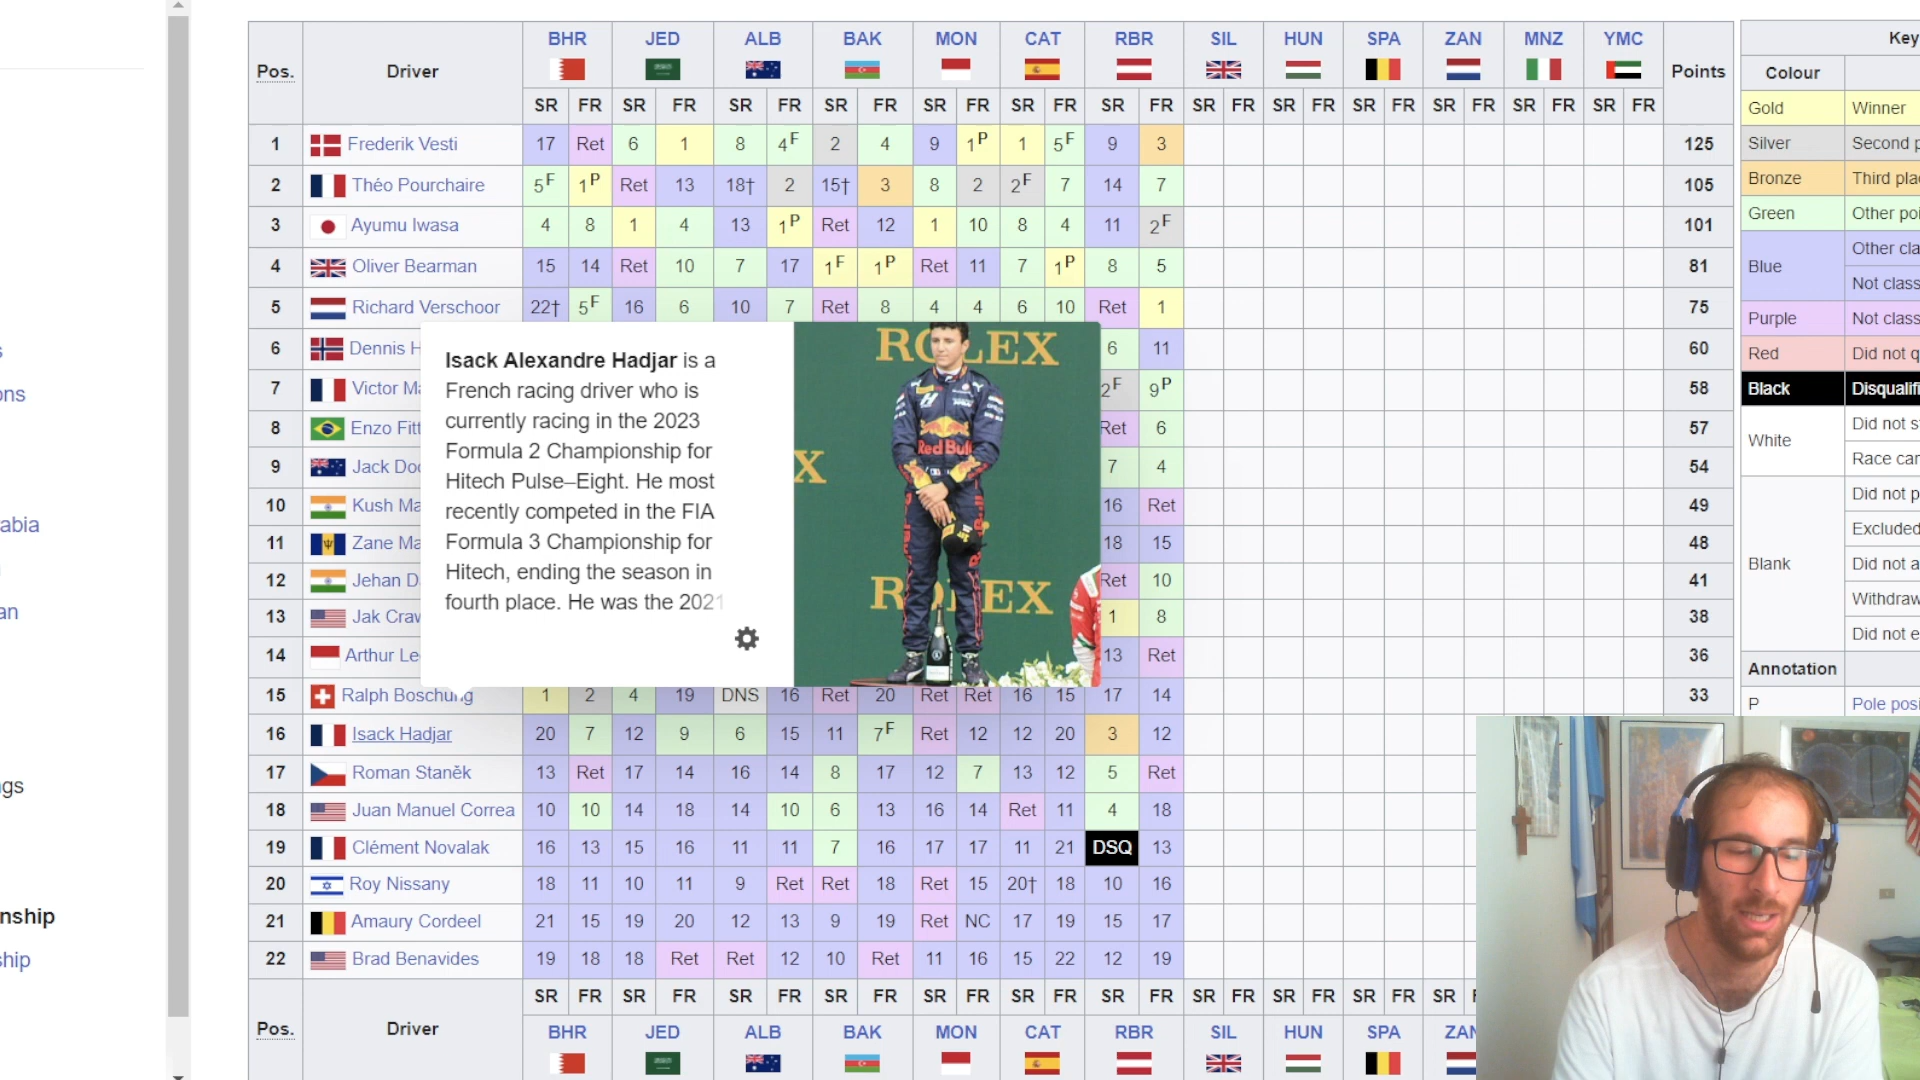 Pos. Driver BHR JED ALB BAK MON CAT RBR SIL HUN SPA ZAN MNZ YMC Points
SR FR SR FR SR FR SR FR SR FR SR FR SR FR SR FR SR FR SR FR SR FR SR FR SR FR
1 Frederik Vesti 17 Ret 6 1 8 4F 2 4 9 1P 1 5F 9 3 125
2 Théo Pourchaire 5F 1P Ret 13 18† 2 15† 3 8 2 2F 7 14 7 105
3 Ayumu Iwasa 4 8 1 4 13 1P Ret 12 1 10 8 4 11 2F 101
4 Oliver Bearman 15 14 Ret 10 7 17 1F 1P Ret 11 7 1P 8 5 81
5 Richard Verschoor 22† 5F 16 6 10 7 Ret 8 4 4 6 10 Ret 1 75
6 Dennis H 6 11 60
7 Victor Ma 2F 9P 58
8 Enzo Fitt Ret 6 57
9 Jack Doo 7 4 54
10 Kush Ma 16 Ret 49
11 Zane Ma 18 15 48
12 Jehan D Ret 10 41
13 Jak Craw 1 8 38
14 Arthur Le 13 Ret 36
15 Ralph Boschung 1 2 4 19 DNS 16 Ret 20 Ret Ret 16 15 17 14 33
16 Isack Hadjar 20 7 12 9 6 15 11 7F Ret 12 12 20 3 12
17 Roman Staněk 13 Ret 17 14 16 14 8 17 12 7 13 12 5 Ret
18 Juan Manuel Correa 10 10 14 18 14 10 6 13 16 14 Ret 11 4 18
19 Clément Novalak 16 13 15 16 11 11 7 16 17 17 11 21 DSQ 13
20 Roy Nissany 18 11 10 11 9 Ret Ret 18 Ret 15 20† 18 10 16
21 Amaury Cordeel 21 15 19 20 12 13 9 19 Ret NC 17 19 15 17
22 Brad Benavides 19 18 18 Ret Ret 12 10 Ret 11 16 15 22 12 19
SR FR SR FR SR FR SR FR SR FR SR FR SR FR SR FR SR FR SR FR SR
Pos. Driver BHR JED ALB BAK MON CAT RBR SIL HUN SPA ZAN
Isack Alexandre Hadjar is a
French racing driver who is
currently racing in the 2023
Formula 2 Championship for
Hitech Pulse–Eight. He most
recently competed in the FIA
Formula 3 Championship for
Hitech, ending the season in
fourth place. He was the 2021
ROLEX
X
ROLEX
Red Bull
Key
Colour
Gold Winner
Silver Second p
Bronze Third pla
Green Other poi
Blue Other cla
Not class
Purple Not class
Red Did not q
Black Disqualifi
White Did not s
Race can
Blank Did not p
Excluded
Did not a
Withdraw
Did not e
Annotation
P Pole posi
s
ons
abia
an
gs
nship
ship